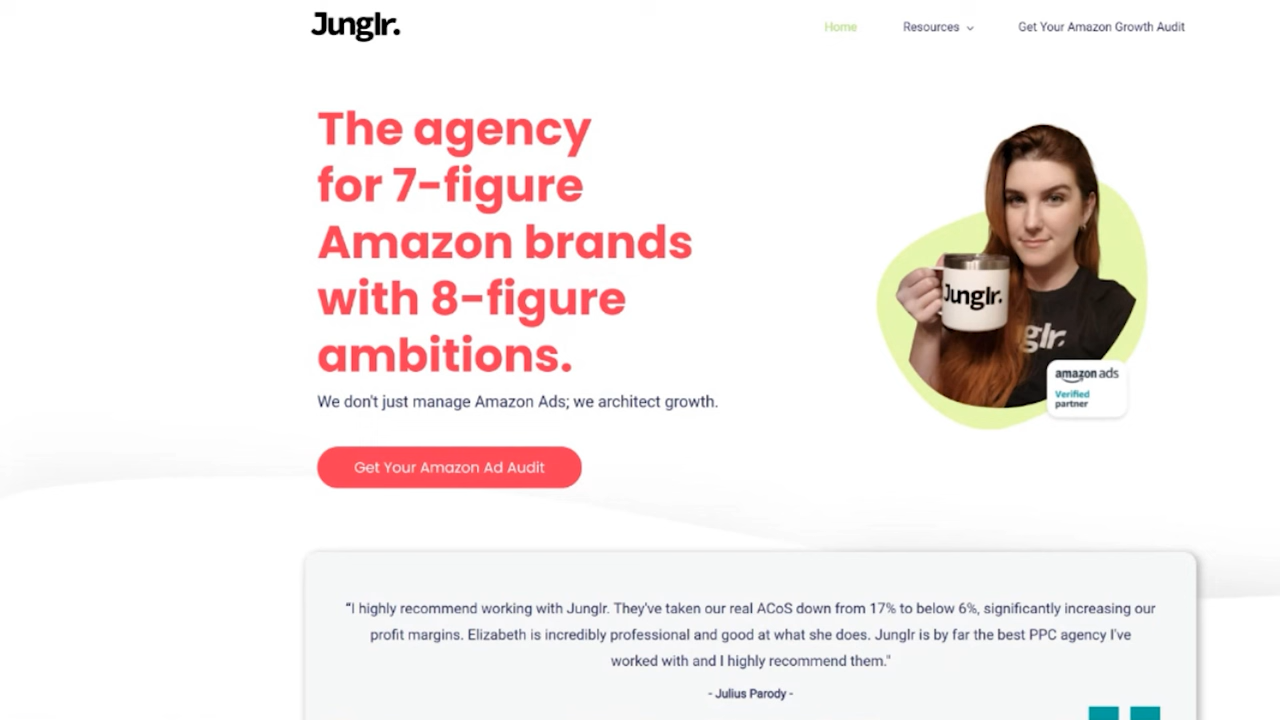 Junglr.
Home
Resources
Get Your Amazon Growth Audit
The agency
for 7-figure
Amazon brands
with 8-figure
ambitions.
We don't just manage Amazon Ads; we architect growth.
Get Your Amazon Ad Audit
Junglr.
glr.
amazon ads
Verified
partner
“I highly recommend working with Junglr. They've taken our real ACoS down from 17% to below 6%, significantly increasing our
profit margins. Elizabeth is incredibly professional and good at what she does. Junglr is by far the best PPC agency I've
worked with and I highly recommend them."
- Julius Parody -